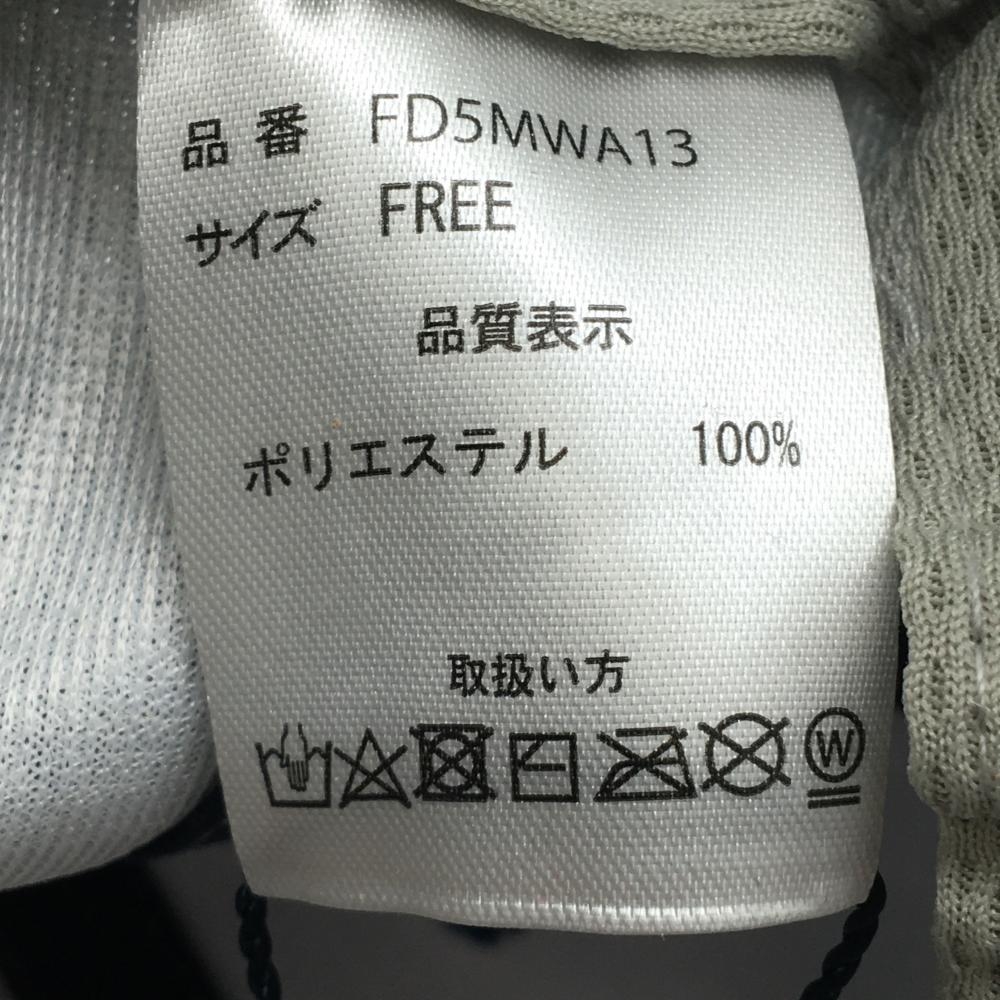 品番 FD5MWA13
サイズ FREE
品質表示
ポリエステル 100%
取扱い方
W